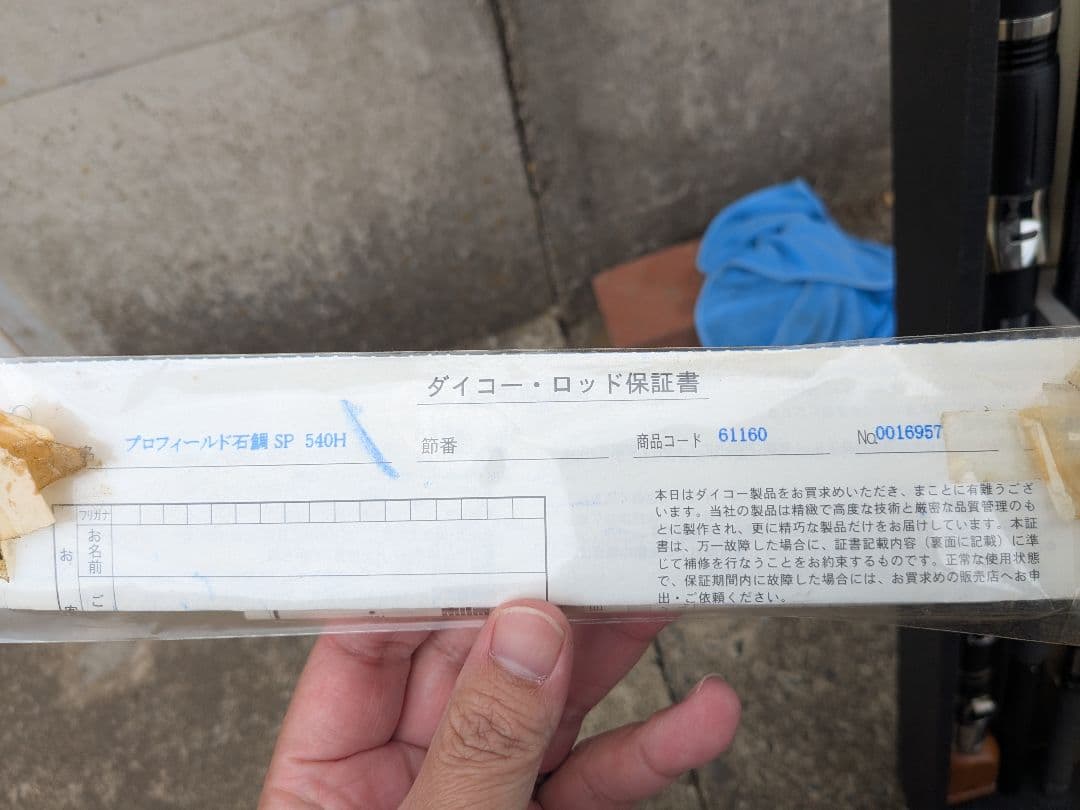 ダイコー・ロッド保証書
プロフィールド石鯛 SP 540H 節番 商品コード 61160 No.0016957
本日はダイコー製品をお買求めいただき、まことに有難うござ
います。当社の製品は精緻で高度な技術と厳密な品質管理のも
とに製作され、更に精巧な製品だけをお届けしています。本証
書は、万一故障した場合に、証書記載内容（裏面に記載）に準
じて補修を行なうことをお約束するものです。正常な使用状態
で、保証期間内に故障した場合には、お買求めの販売店へお申
出・ご依頼ください。
フリガナ
お名前
お
ご